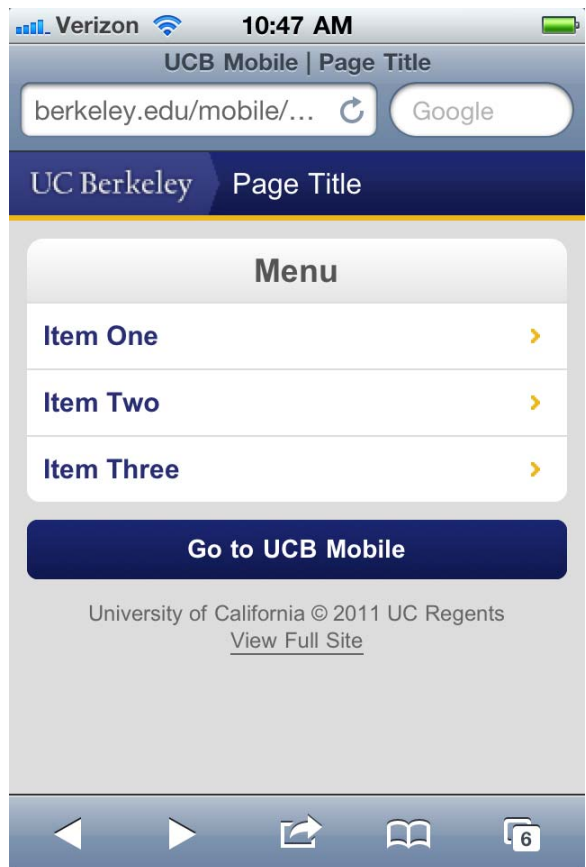 Verizon 10:47 AM
UCB Mobile | Page Title
berkeley.edu/mobile/... Google
UC Berkeley Page Title
Menu
Item One
Item Two
Item Three
Go to UCB Mobile
University of California © 2011 UC Regents
View Full Site
6